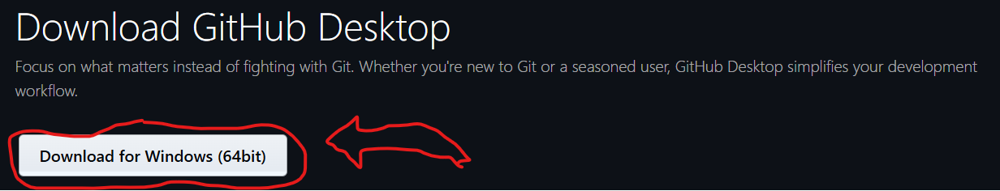 Download GitHub Desktop
Focus on what matters instead of fighting with Git. Whether you're new to Git or a seasoned user, GitHub Desktop simplifies your development
workflow.
Download for Windows (64bit)